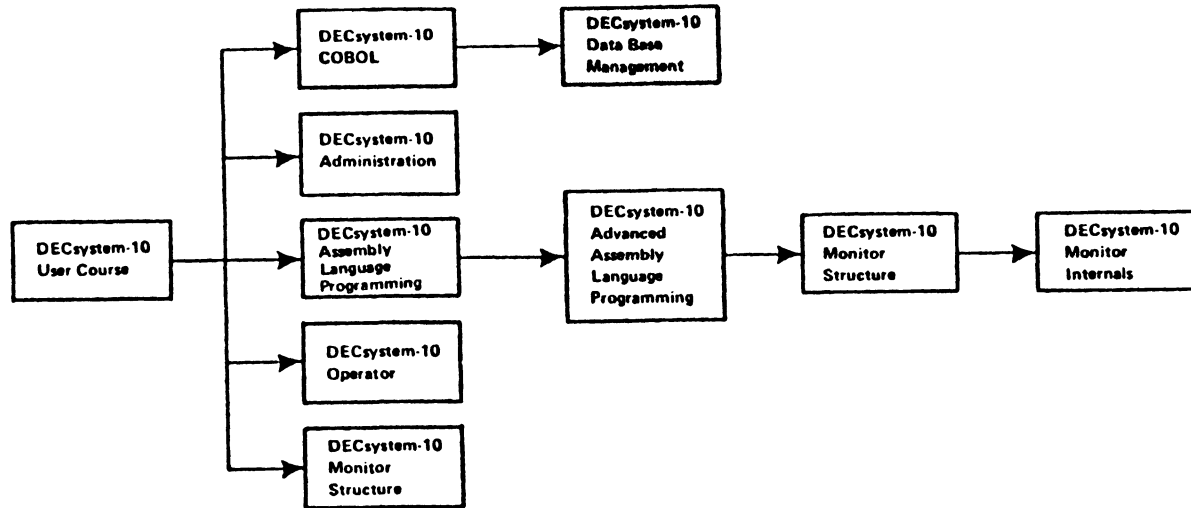 DECsystem-10
COBOL
DECsystem-10
Data Base
Management
DECsystem-10
Administration
DECsystem-10
User Course
DECsystem-10
Assembly
Language
Programming
DECsystem-10
Advanced
Assembly
Language
Programming
DECsystem-10
Monitor
Structure
DECsystem-10
Monitor
Internals
DECsystem-10
Operator
DECsystem-10
Monitor
Structure